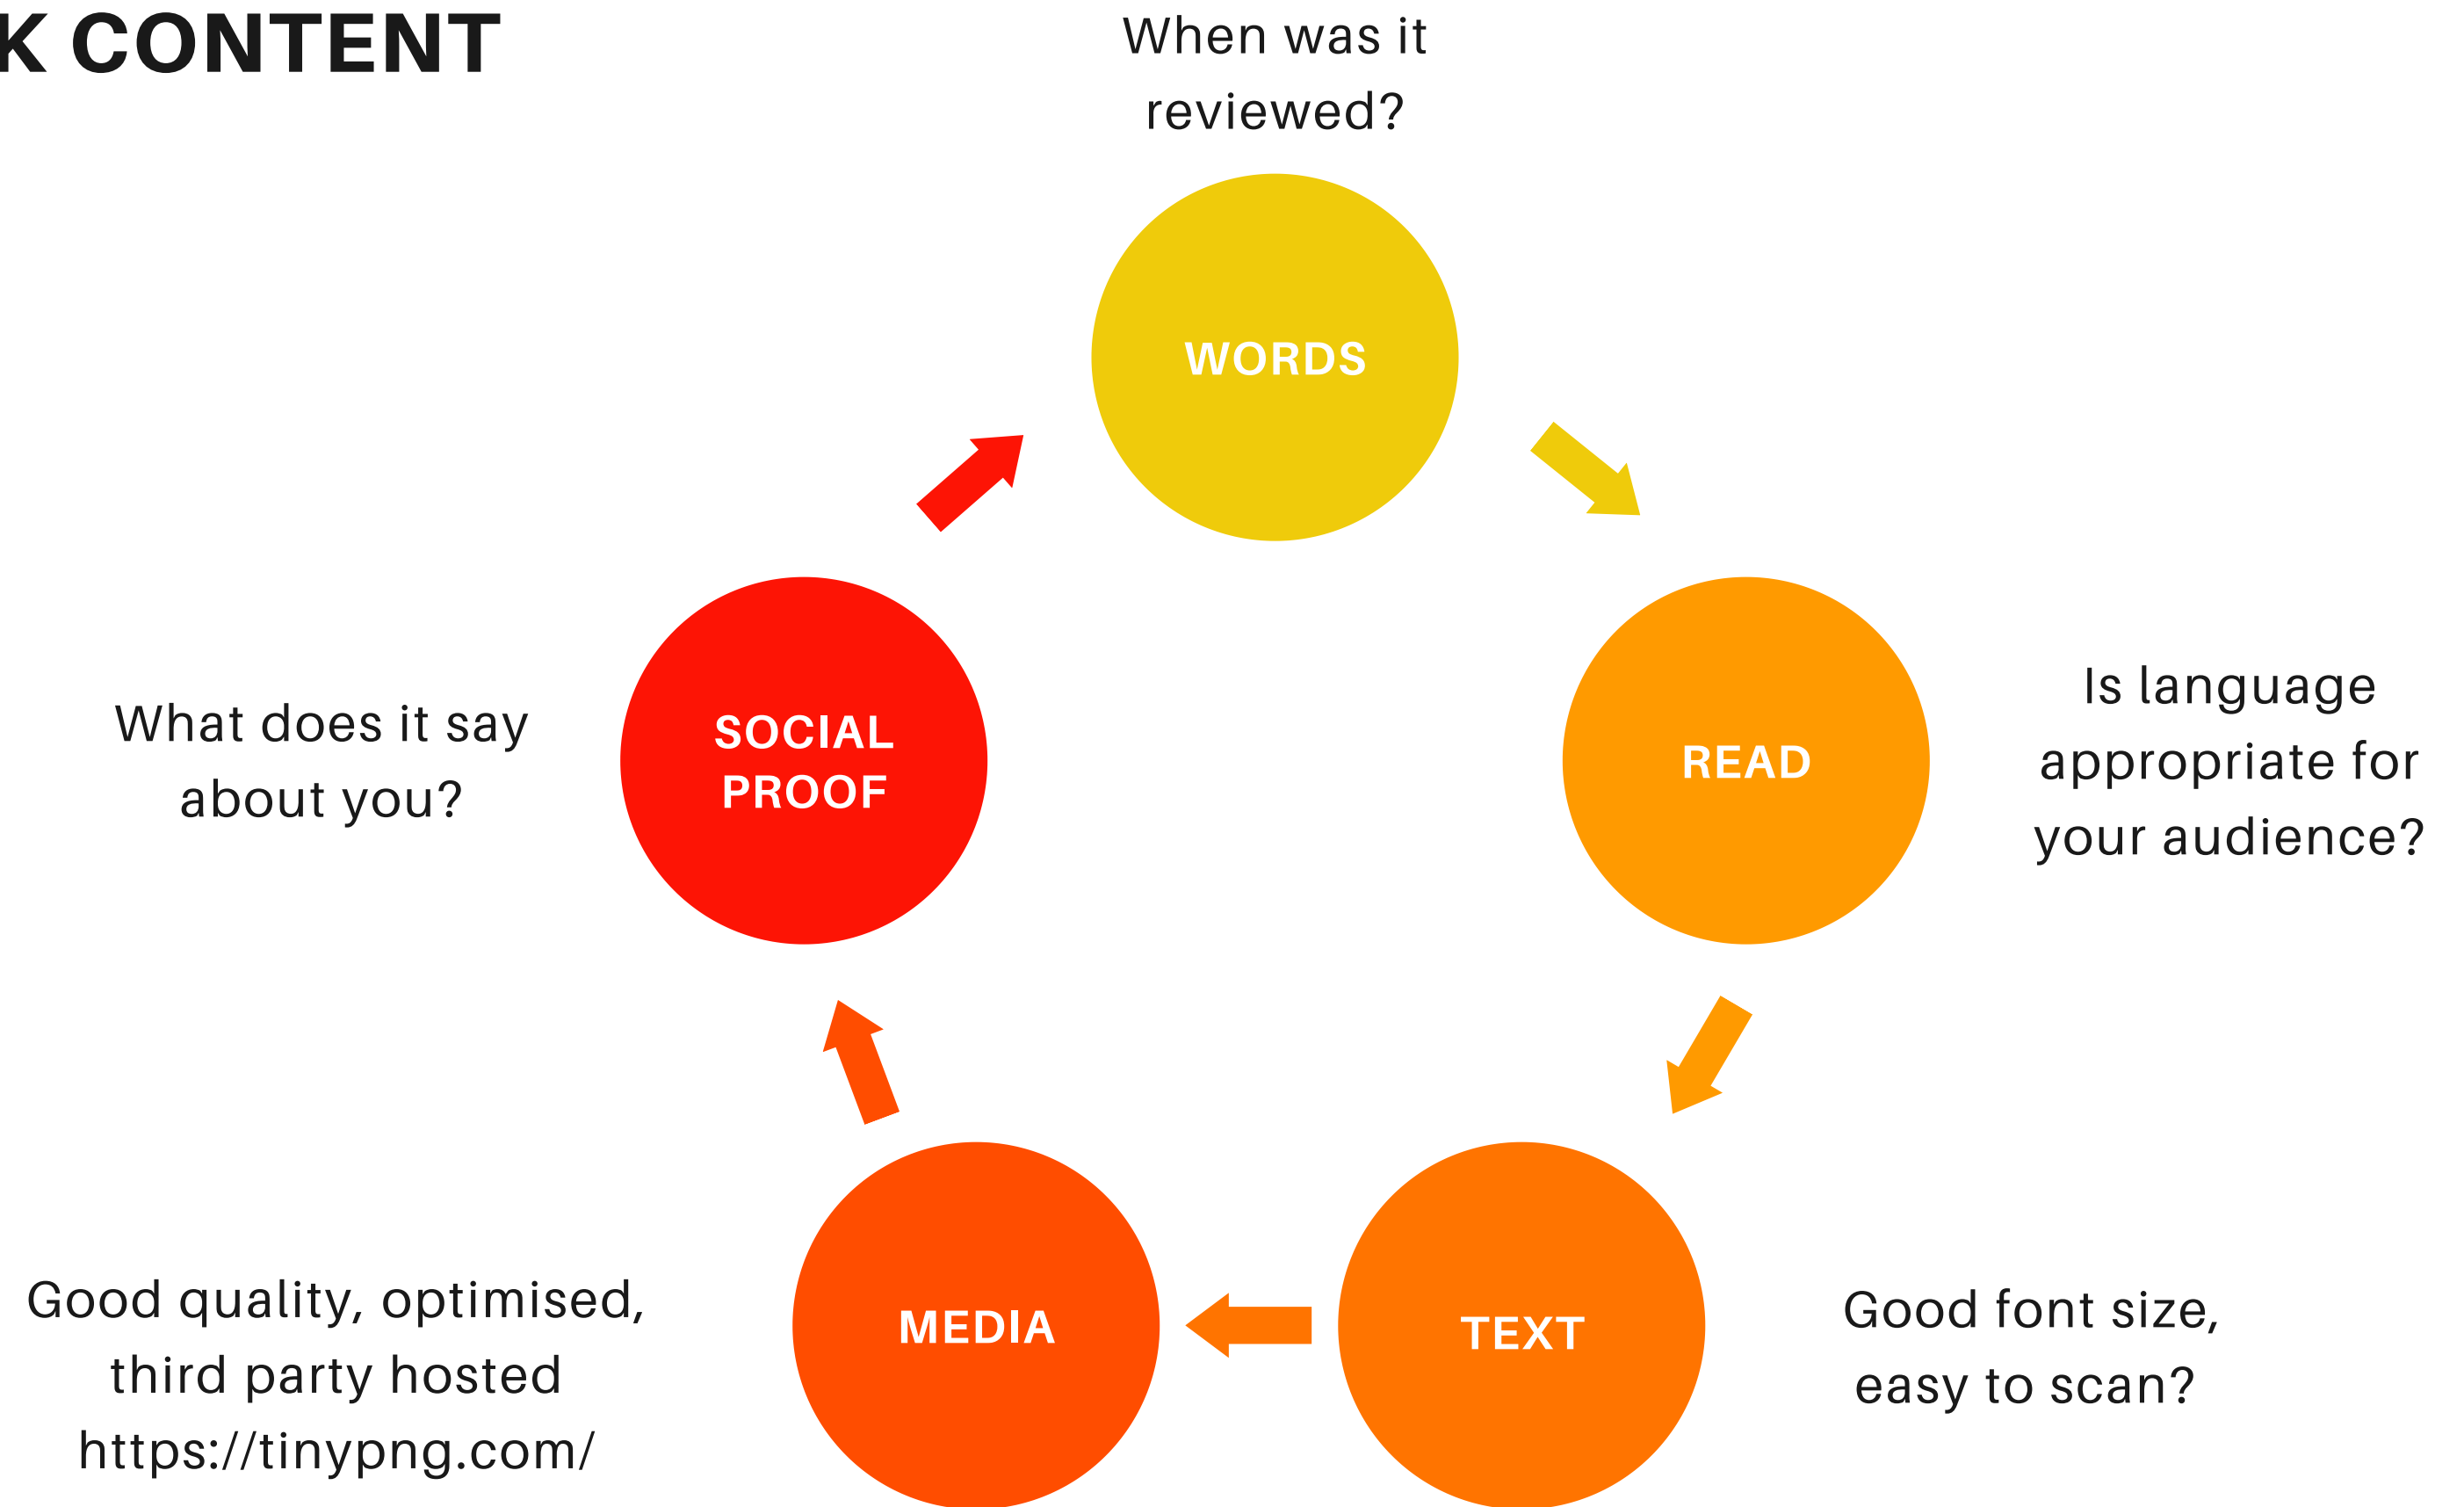 K CONTENT
When was it
reviewed?
WORDS
What does it say
about you?
SOCIAL
PROOF
READ
Is language
appropriate for
your audience?
Good quality, optimised,
third party hosted
https://tinypng.com/
MEDIA
TEXT
Good font size,
easy to scan?